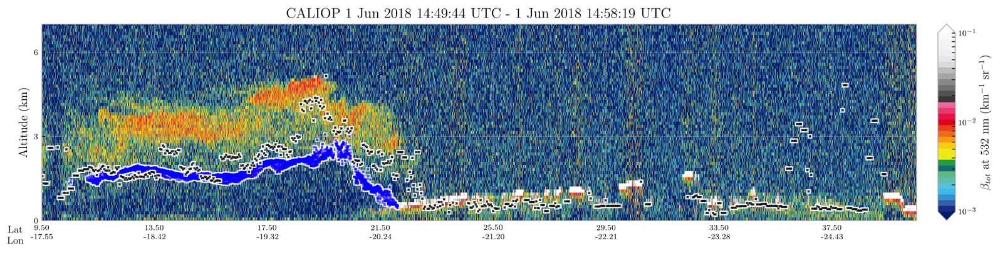 CALIOP 1 Jun 2018 14:49:44 UTC - 1 Jun 2018 14:58:19 UTC
Altitude (km)
6
3
0
Lat 9.50 13.50 17.50 21.50 25.50 29.50 33.50 37.50
Lon -17.55 -18.42 -19.32 -20.24 -21.20 -22.21 -23.28 -24.43
10⁻¹
10⁻²
10⁻³
β_tot at 532 nm (km⁻¹ sr⁻¹)